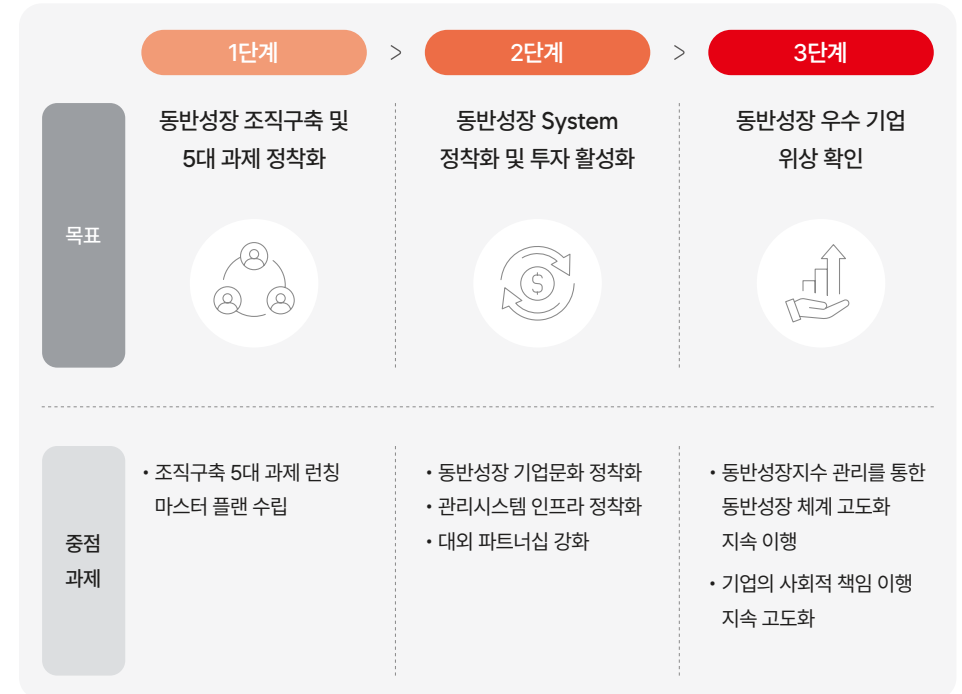 1단계 > 2단계 > 3단계
목표
동반성장 조직구축 및
5대 과제 정착화
동반성장 System
정착화 및 투자 활성화
동반성장 우수 기업
위상 확인
$
중점
과제
• 조직구축 5대 과제 런칭
마스터 플랜 수립
• 동반성장 기업문화 정착화
• 관리시스템 인프라 정착화
• 대외 파트너십 강화
• 동반성장지수 관리를 통한
동반성장 체계 고도화
지속 이행
• 기업의 사회적 책임 이행
지속 고도화